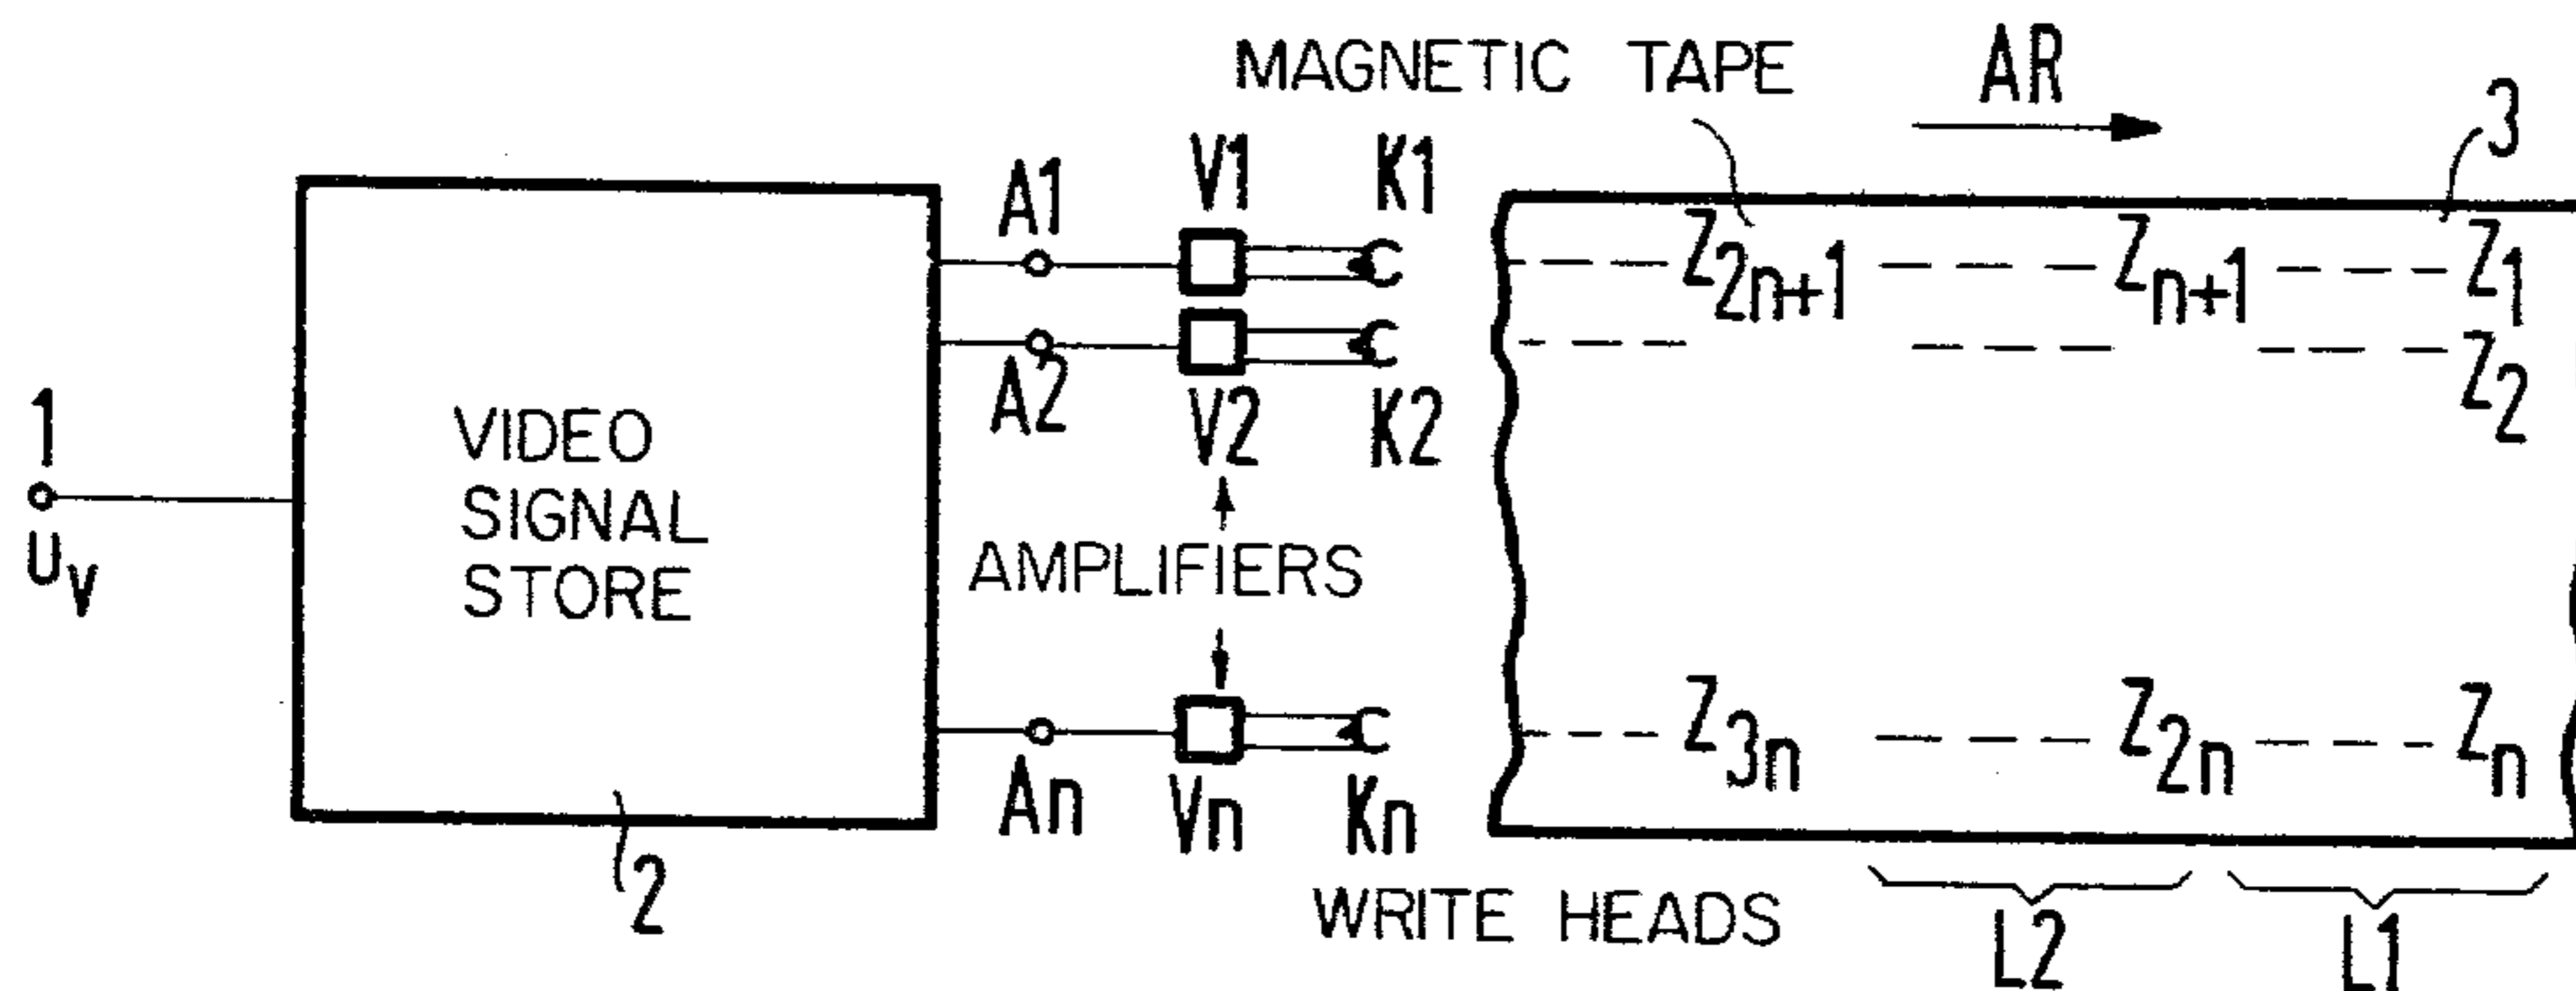 MAGNETIC TAPE
AR
3
A1
V1
K1
Z2n+1
Zn+1
Z1
A2
V2
K2
Z2
1
Uv
VIDEO
SIGNAL
STORE
AMPLIFIERS
An
Vn
Kn
Z3n
Z2n
Zn
2
WRITE HEADS
L2
L1